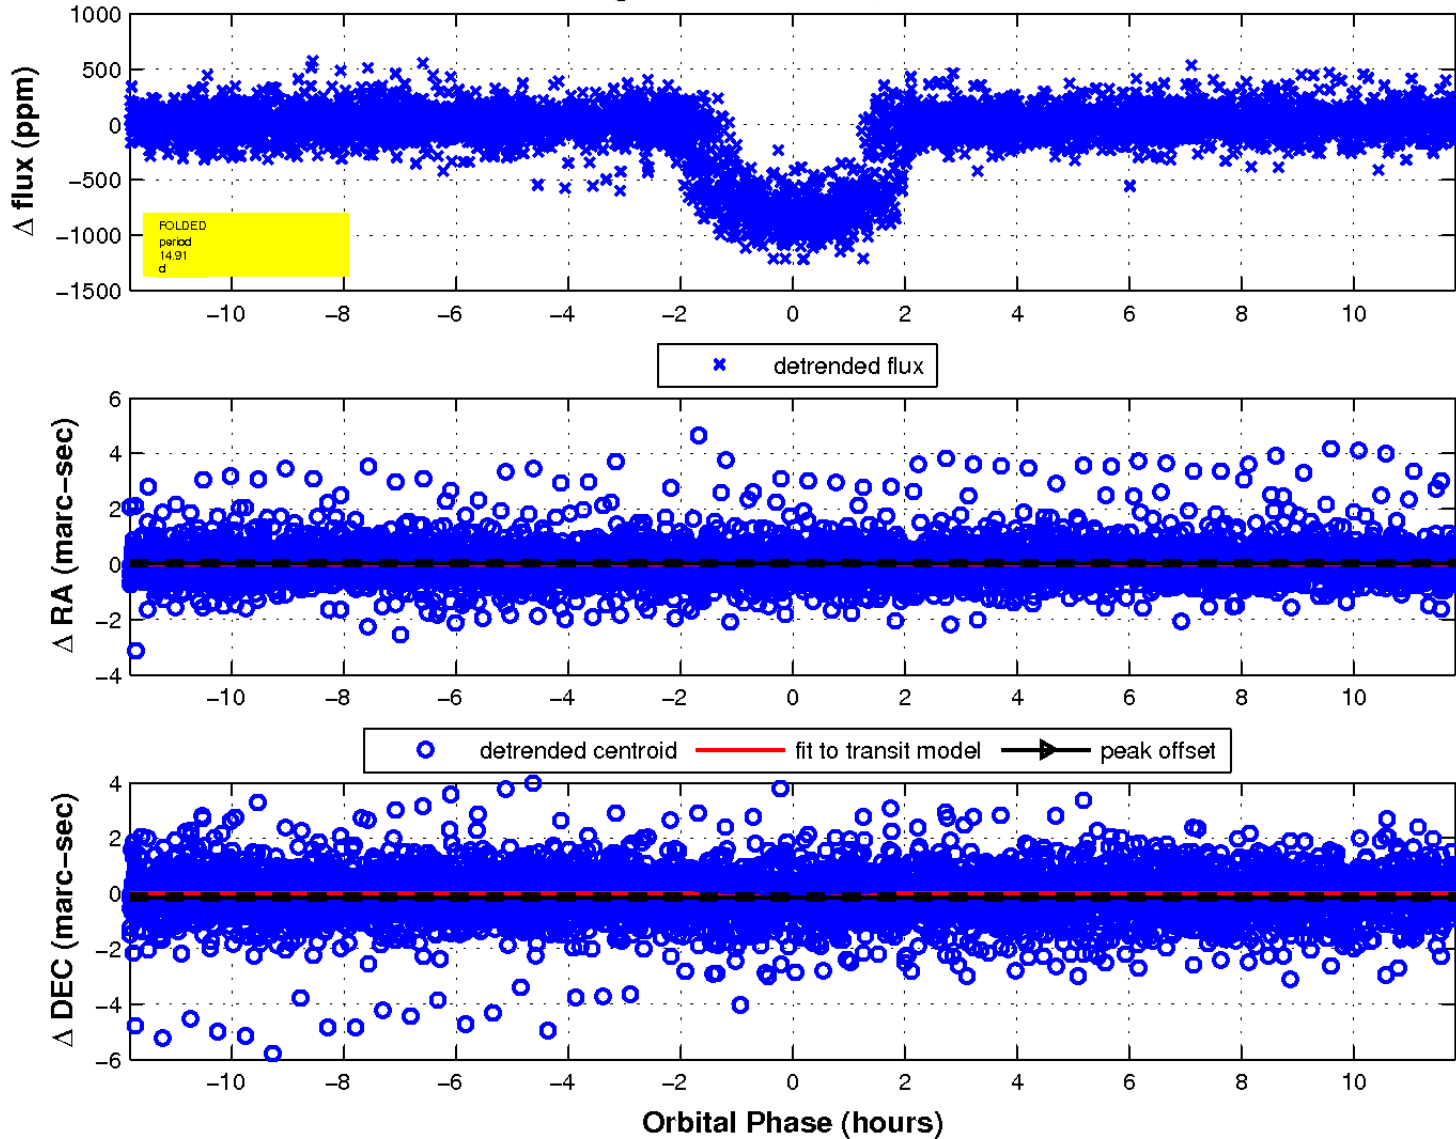 1000
500
0
−500
−1000
−1500
Δ flux (ppm)
FOLDED
period
14.91
d
−10 −8 −6 −4 −2 0 2 4 6 8 10
detrended flux
6
4
2
0
−2
−4
Δ RA (marc−sec)
−10 −8 −6 −4 −2 0 2 4 6 8 10
detrended centroid fit to transit model peak offset
4
2
0
−2
−4
−6
Δ DEC (marc−sec)
−10 −8 −6 −4 −2 0 2 4 6 8 10
Orbital Phase (hours)